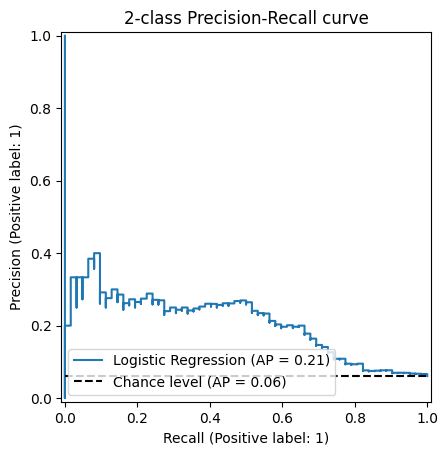 2-class Precision-Recall curve
Precision (Positive label: 1)
1.0
0.8
0.6
0.4
0.2
0.0
Logistic Regression (AP = 0.21)
Chance level (AP = 0.06)
0.0 0.2 0.4 0.6 0.8 1.0
Recall (Positive label: 1)